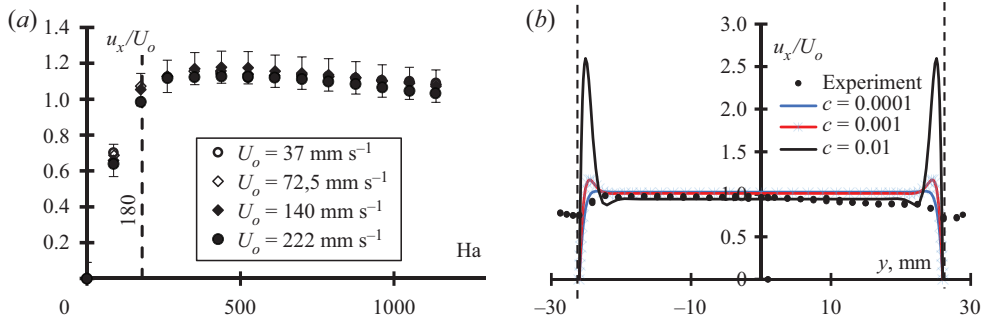 (a)
1.4
1.2
1.0
0.8
0.6
0.4
0.2
0
u_x/U_o
180
U_o = 37 mm s⁻¹
U_o = 72,5 mm s⁻¹
U_o = 140 mm s⁻¹
U_o = 222 mm s⁻¹
Ha
0
500
1000
(b)
3.0
2.5
2.0
1.5
1.0
0.5
0
u_x/U_o
Experiment
c = 0.0001
c = 0.001
c = 0.01
y, mm
–30
–10
10
30